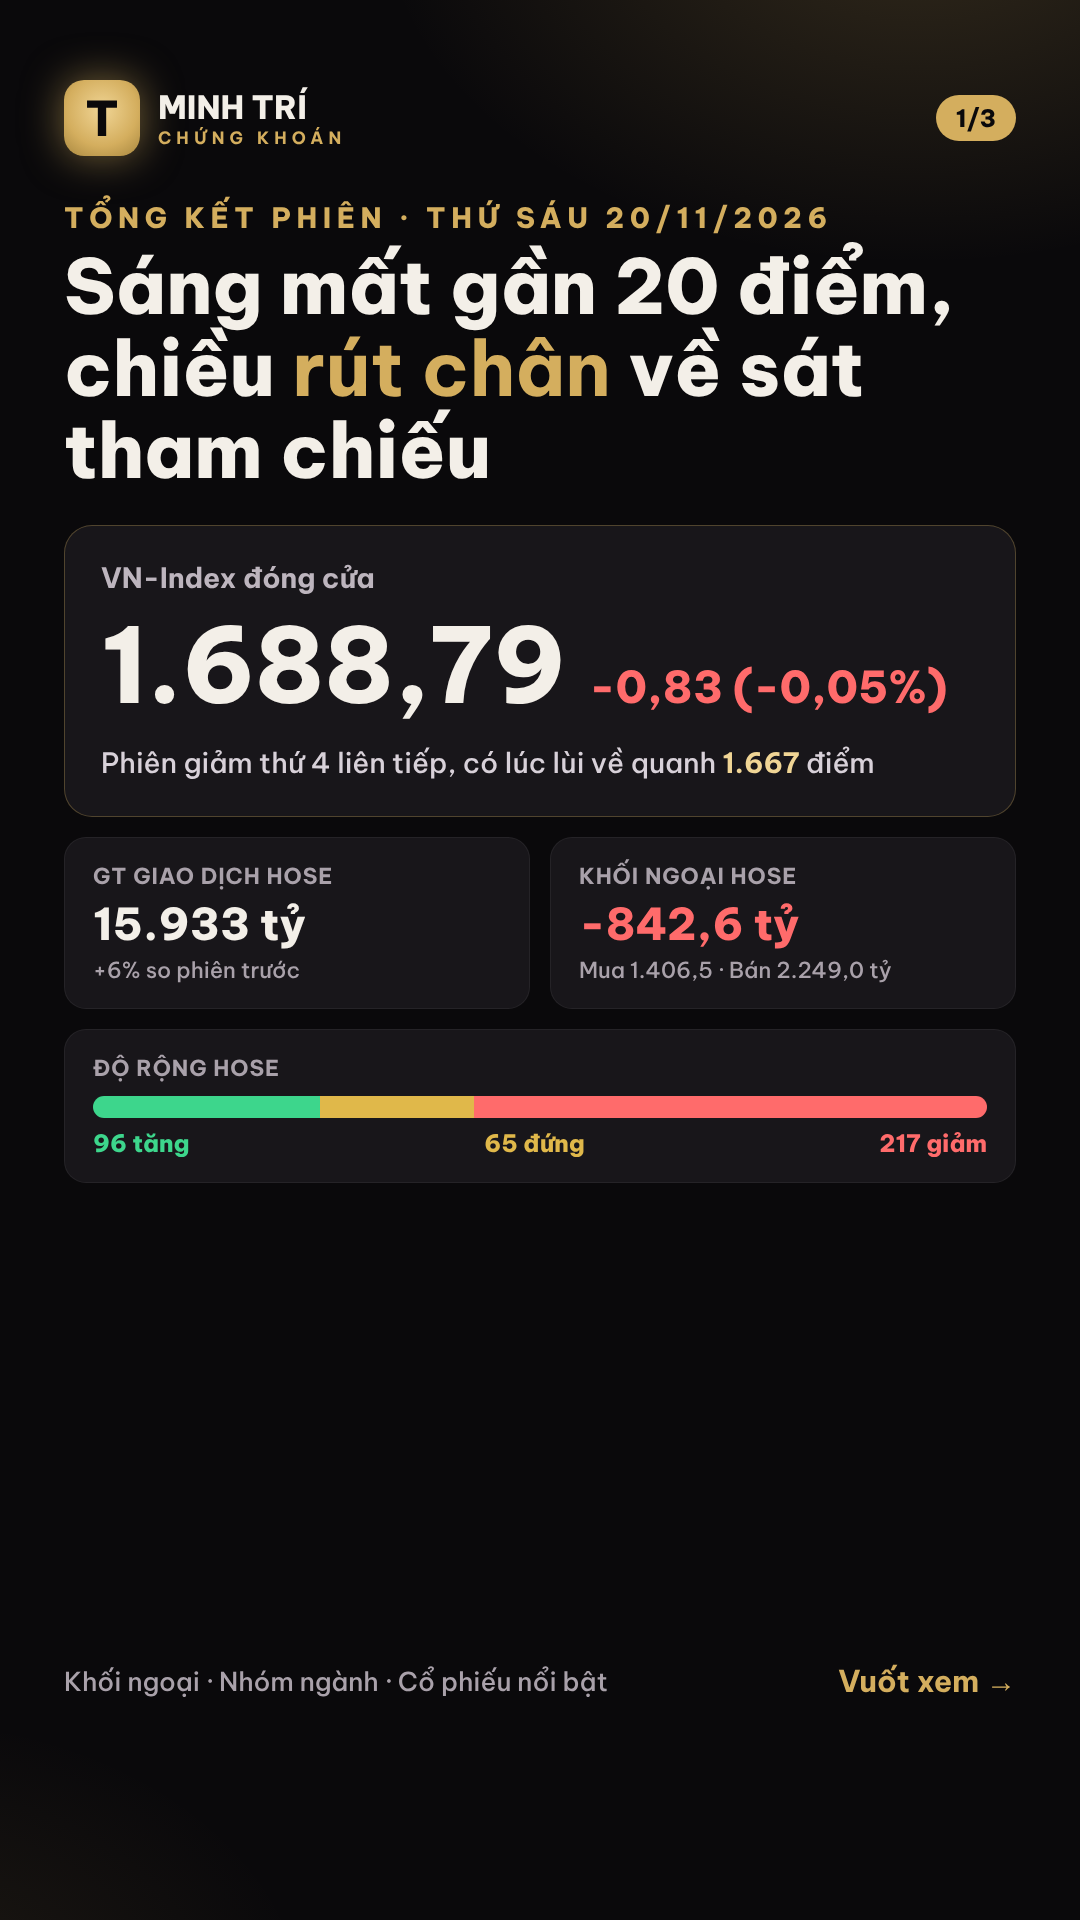 T
MINH TRÍ
CHỨNG KHOÁN
1/3
TỔNG KẾT PHIÊN · THỨ SÁU 20/11/2026
Sáng mất gần 20 điểm,
chiều rút chân về sát
tham chiếu
VN-Index đóng cửa
1.688,79 -0,83 (-0,05%)
Phiên giảm thứ 4 liên tiếp, có lúc lùi về quanh 1.667 điểm
GT GIAO DỊCH HOSE
15.933 tỷ
+6% so phiên trước
KHỐI NGOẠI HOSE
-842,6 tỷ
Mua 1.406,5 · Bán 2.249,0 tỷ
ĐỘ RỘNG HOSE
96 tăng 65 đứng 217 giảm
Khối ngoại · Nhóm ngành · Cổ phiếu nổi bật
Vuốt xem →